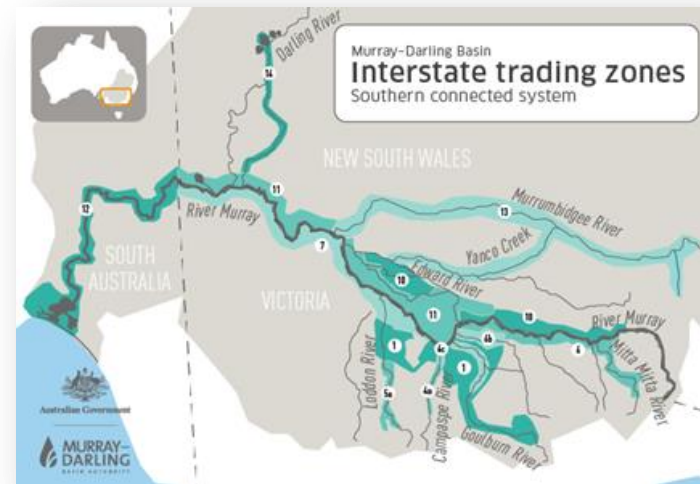 Murray–Darling Basin
Interstate trading zones
Southern connected system
Darling River
14
NEW SOUTH WALES
11
12
River Murray
Murrumbidgee River
13
7
Yanco Creek
SOUTH
AUSTRALIA
VICTORIA
Edward River
10
11
10
River Murray
1
4c
4b
6
Mitta Mitta River
1
Loddon River
5a
4a
Campaspe River
Goulburn River
Australian Government
MURRAY–
DARLING
BASIN AUTHORITY